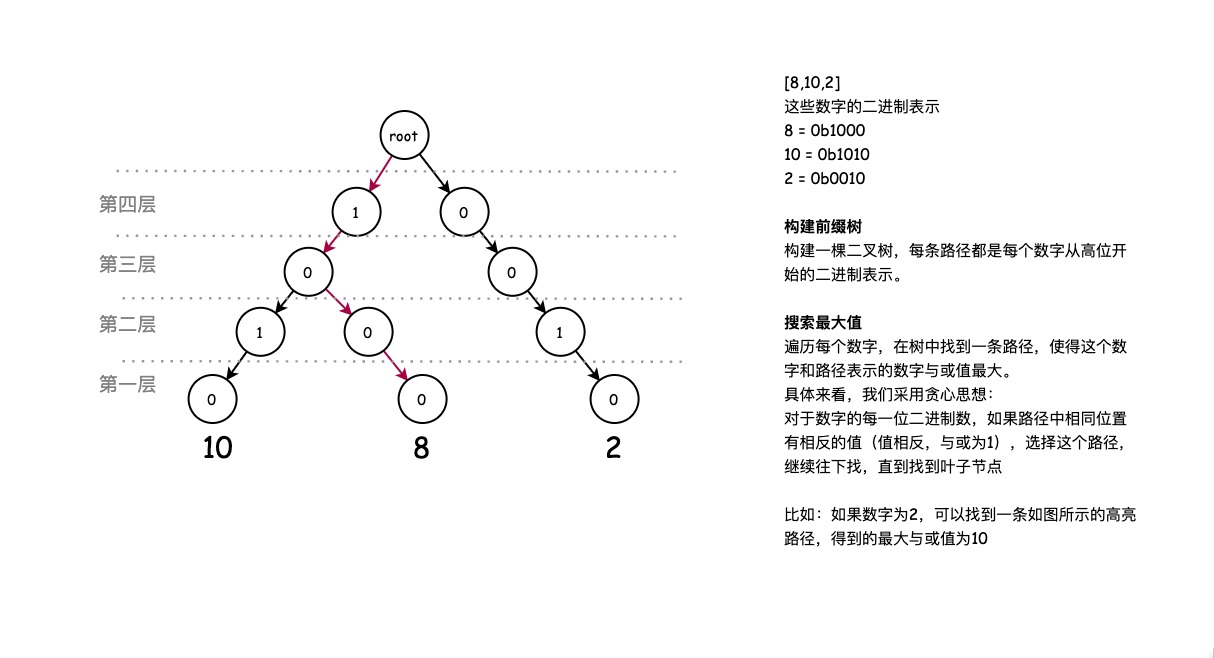 root
第四层
1
0
第三层
0
0
第二层
1
0
1
第一层
0
0
0
10
8
2
[8,10,2]
这些数字的二进制表示
8 = 0b1000
10 = 0b1010
2 = 0b0010
构建前缀树
构建一棵二叉树，每条路径都是每个数字从高位开
始的二进制表示。
搜索最大值
遍历每个数字，在树中找到一条路径，使得这个数
字和路径表示的数字与或值最大。
具体来看，我们采用贪心思想：
对于数字的每一位二进制数，如果路径中相同位置
有相反的值（值相反，与或为1），选择这个路径，
继续往下找，直到找到叶子节点
比如：如果数字为2，可以找到一条如图所示的高亮
路径，得到的最大与或值为10